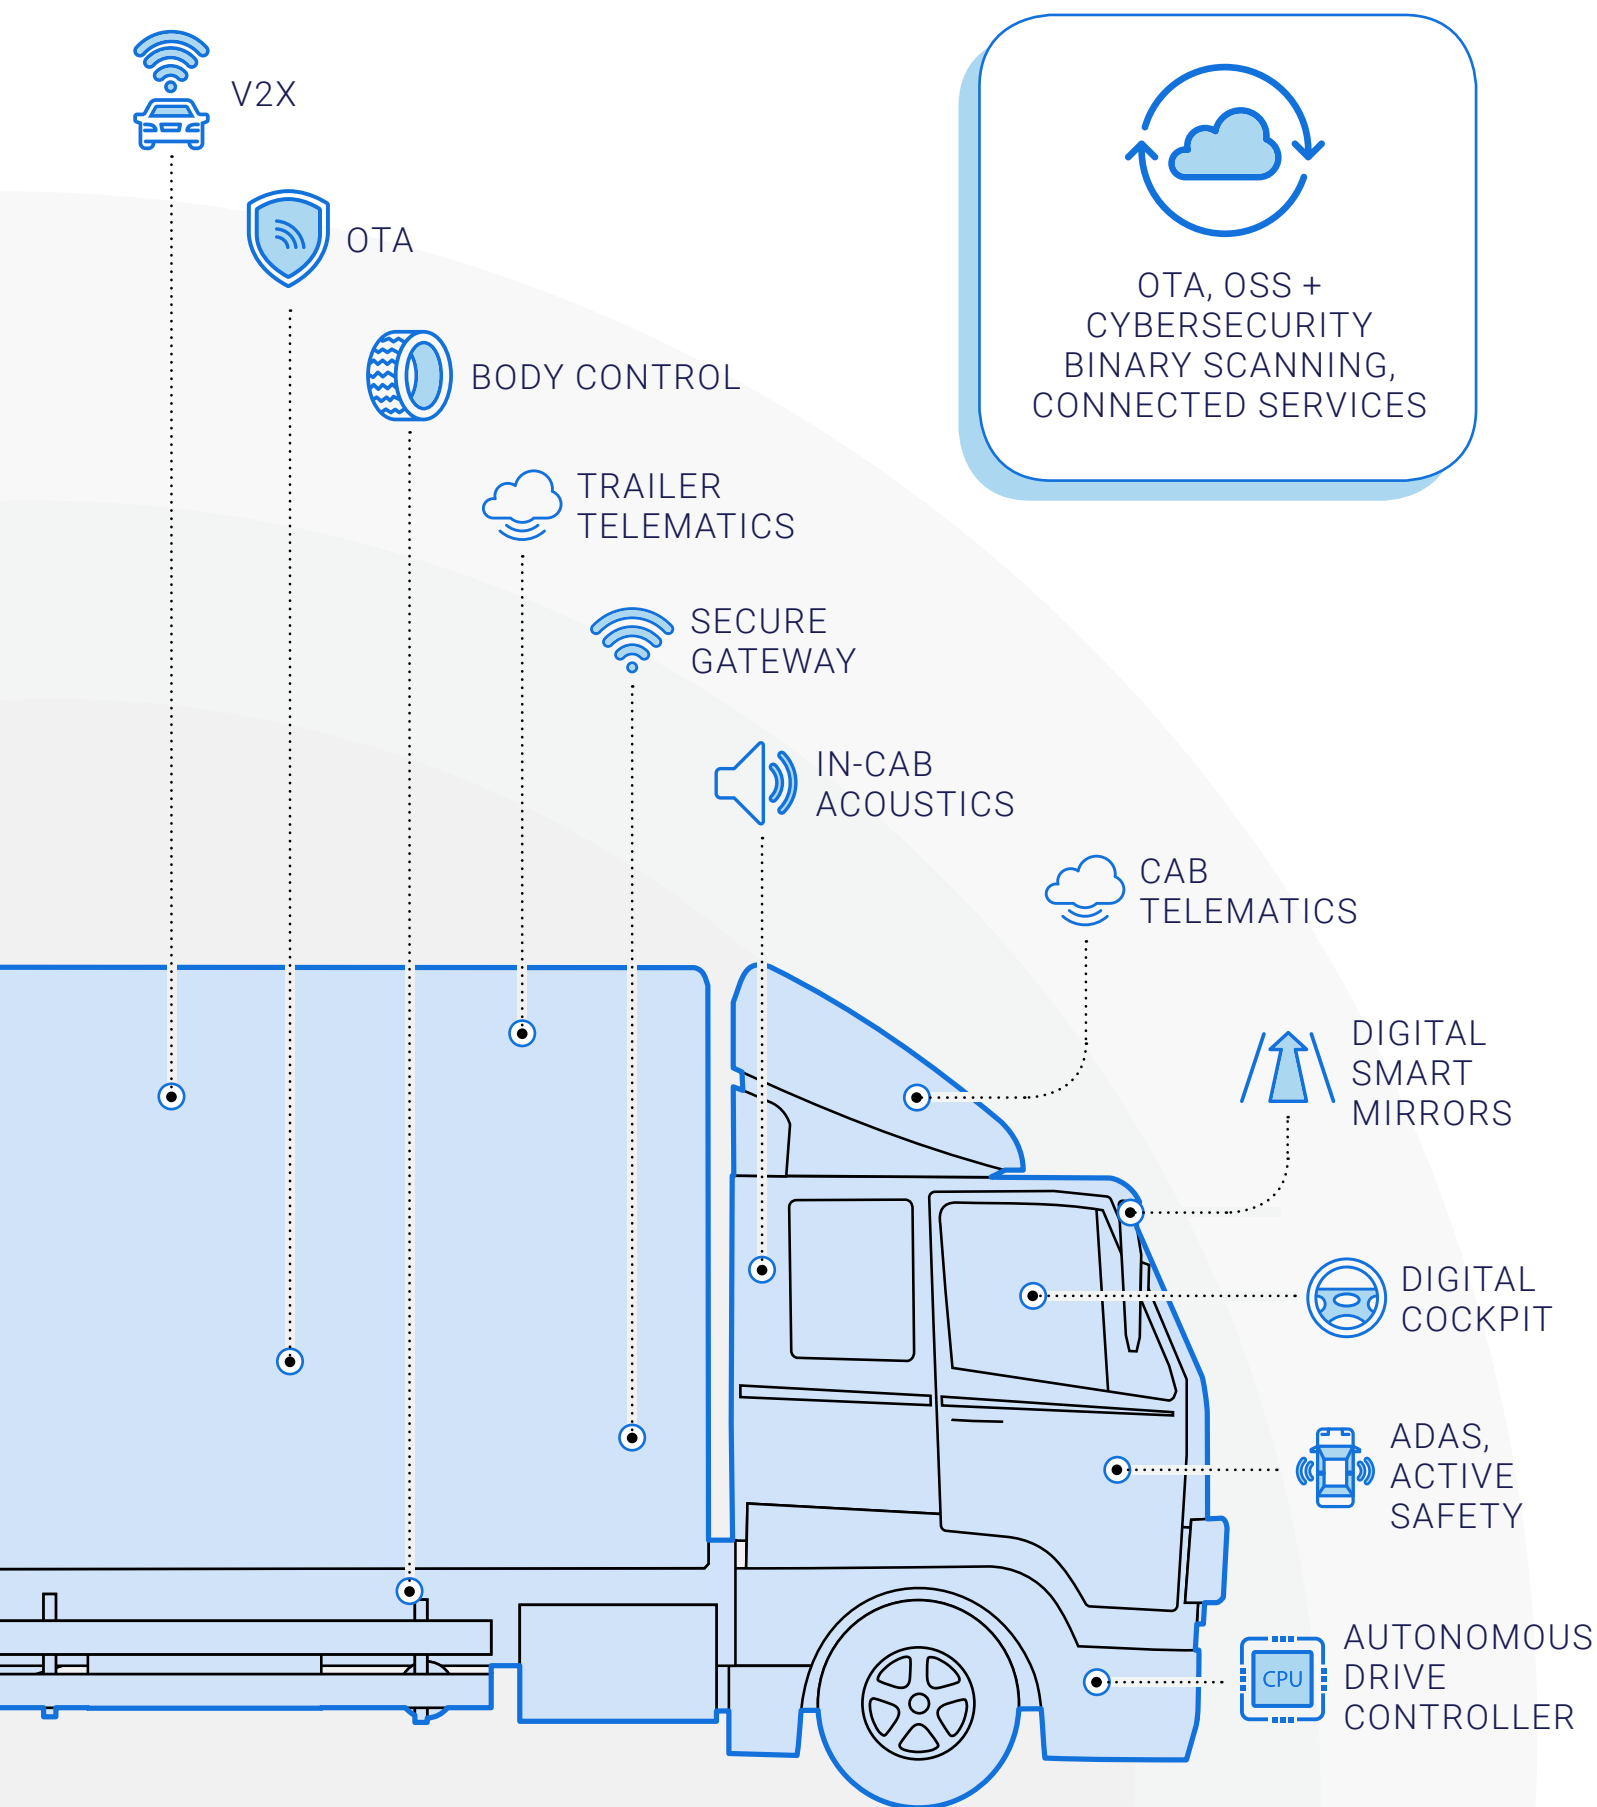 V2X
OTA
BODY CONTROL
TRAILER
TELEMATICS
SECURE
GATEWAY
IN-CAB
ACOUSTICS
CAB
TELEMATICS
DIGITAL
SMART
MIRRORS
DIGITAL
COCKPIT
ADAS,
ACTIVE
SAFETY
CPU
AUTONOMOUS
DRIVE
CONTROLLER
OTA, OSS +
CYBERSECURITY
BINARY SCANNING,
CONNECTED SERVICES